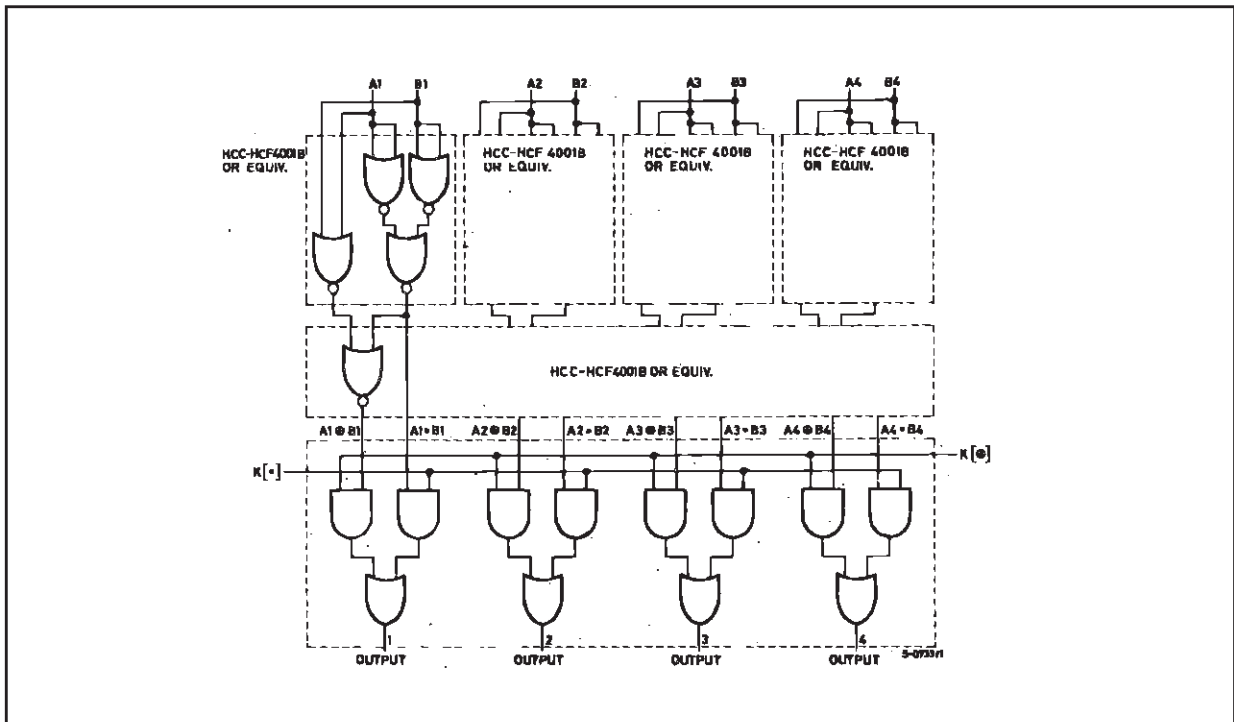 A1 B1 A2 B2 A3 B3 A4 B4
HCC-HCF4001B
OR EQUIV.
HCC-HCF 4001B
OR EQUIV.
HCC-HCF 4001B
OR EQUIV.
HCC-HCF 4001B
OR EQUIV.
HCC-HCF4001B OR EQUIV.
A1⊕B1 A1•B1 A2⊕B2 A2•B2 A3⊕B3 A3•B3 A4⊕B4 A4•B4
K[⊕]
K[•]
1 2 3 4
OUTPUT OUTPUT OUTPUT OUTPUT